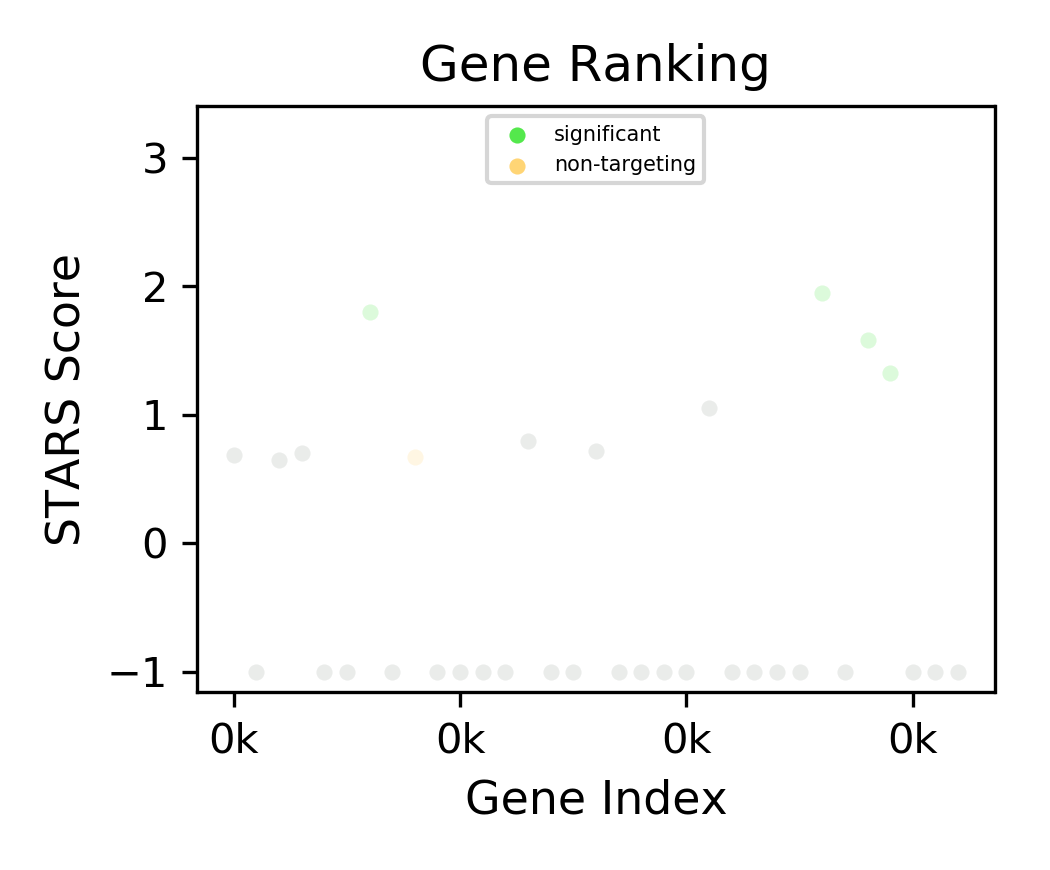 Gene Ranking
significant
non-targeting
3
2
1
0
−1
STARS Score
0k 0k 0k 0k
Gene Index